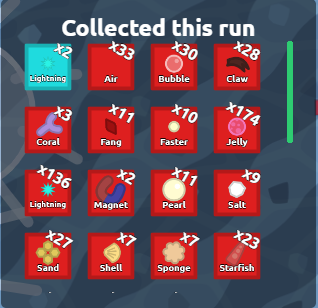 Collected this run
x2 x33 x30 x28
Lightning Air Bubble Claw
x3 x11 x10 x174
Coral Fang Faster Jelly
x136 x2 x11 x9
Lightning Magnet Pearl Salt
x27 x7 x7 x23
Sand Shell Sponge Starfish